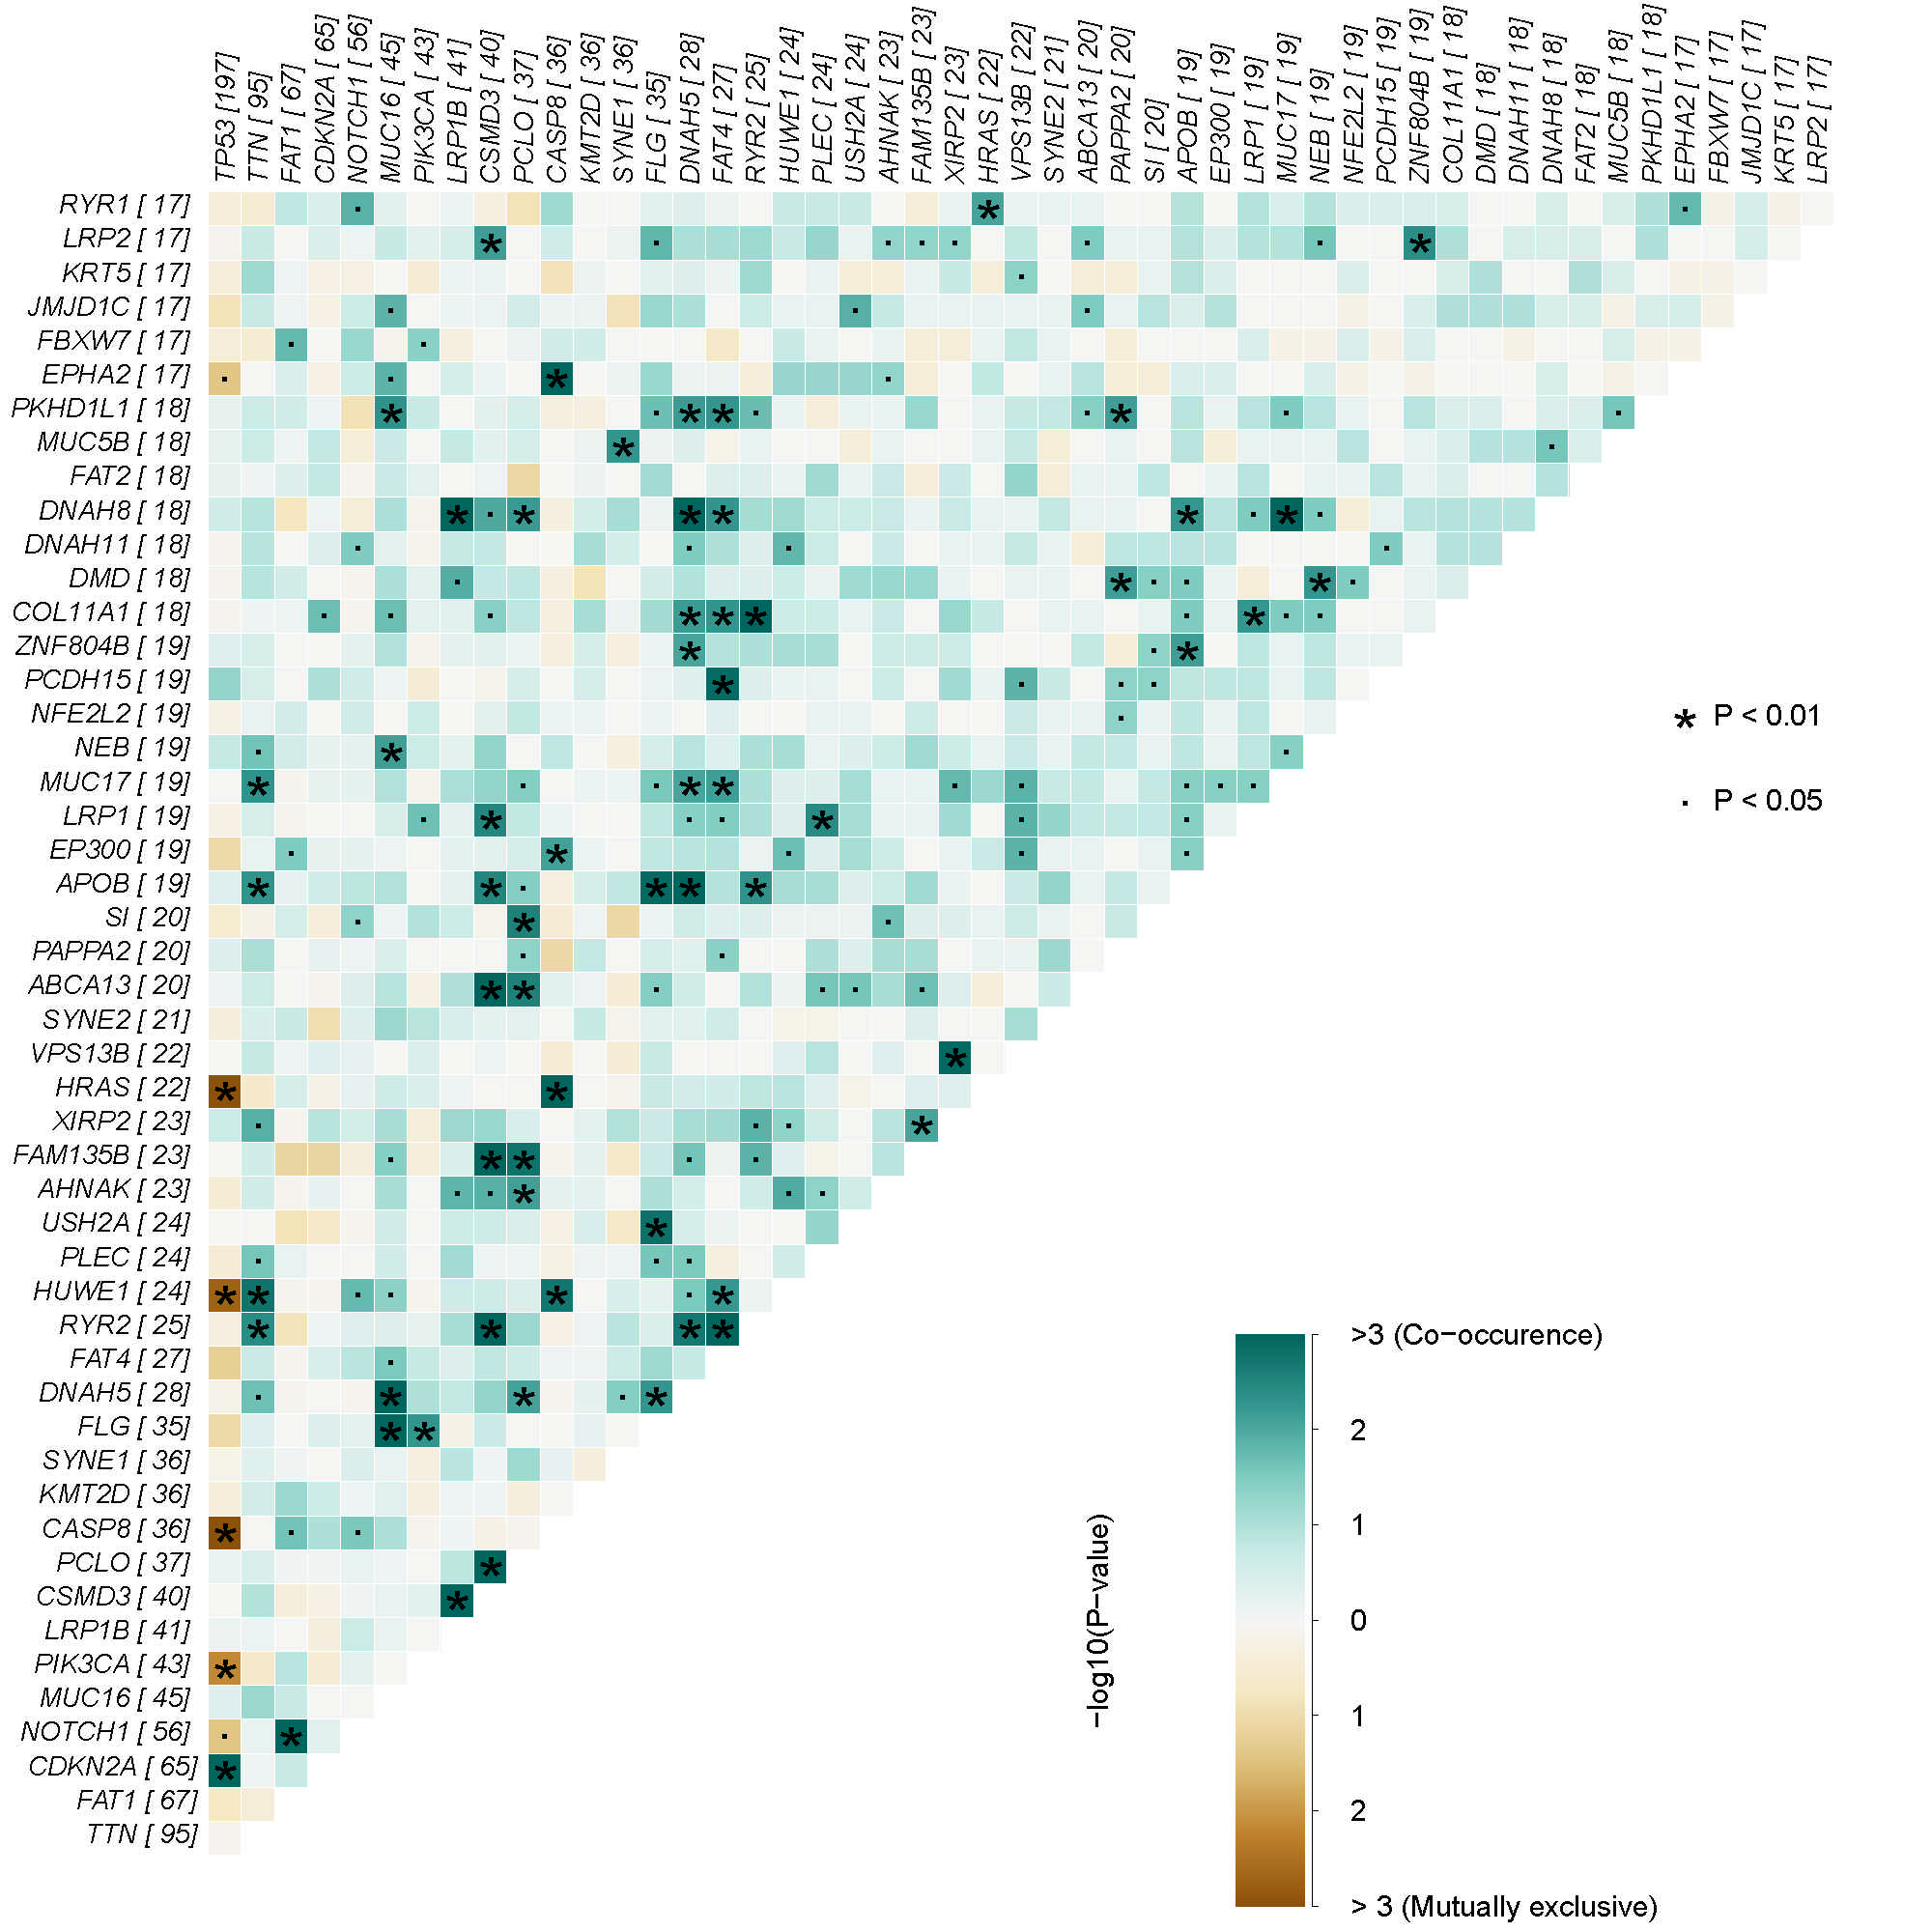 TP53 [197]
TTN [ 95]
FAT1 [ 67]
CDKN2A [ 65]
NOTCH1 [ 56]
MUC16 [ 45]
PIK3CA [ 43]
LRP1B [ 41]
CSMD3 [ 40]
PCLO [ 37]
CASP8 [ 36]
KMT2D [ 36]
SYNE1 [ 36]
FLG [ 35]
DNAH5 [ 28]
FAT4 [ 27]
RYR2 [ 25]
HUWE1 [ 24]
PLEC [ 24]
USH2A [ 24]
AHNAK [ 23]
FAM135B [ 23]
XIRP2 [ 23]
HRAS [ 22]
VPS13B [ 22]
SYNE2 [ 21]
ABCA13 [ 20]
PAPPA2 [ 20]
SI [ 20]
APOB [ 19]
EP300 [ 19]
LRP1 [ 19]
MUC17 [ 19]
NEB [ 19]
NFE2L2 [ 19]
PCDH15 [ 19]
ZNF804B [ 19]
COL11A1 [ 18]
DMD [ 18]
DNAH11 [ 18]
DNAH8 [ 18]
FAT2 [ 18]
MUC5B [ 18]
PKHD1L1 [ 18]
EPHA2 [ 17]
FBXW7 [ 17]
JMJD1C [ 17]
KRT5 [ 17]
LRP2 [ 17]
RYR1 [ 17]
LRP2 [ 17]
KRT5 [ 17]
JMJD1C [ 17]
FBXW7 [ 17]
EPHA2 [ 17]
PKHD1L1 [ 18]
MUC5B [ 18]
FAT2 [ 18]
DNAH8 [ 18]
DNAH11 [ 18]
DMD [ 18]
COL11A1 [ 18]
ZNF804B [ 19]
PCDH15 [ 19]
NFE2L2 [ 19]
NEB [ 19]
MUC17 [ 19]
LRP1 [ 19]
EP300 [ 19]
APOB [ 19]
SI [ 20]
PAPPA2 [ 20]
ABCA13 [ 20]
SYNE2 [ 21]
VPS13B [ 22]
HRAS [ 22]
XIRP2 [ 23]
FAM135B [ 23]
AHNAK [ 23]
USH2A [ 24]
PLEC [ 24]
HUWE1 [ 24]
RYR2 [ 25]
FAT4 [ 27]
DNAH5 [ 28]
FLG [ 35]
SYNE1 [ 36]
KMT2D [ 36]
CASP8 [ 36]
PCLO [ 37]
CSMD3 [ 40]
LRP1B [ 41]
PIK3CA [ 43]
MUC16 [ 45]
NOTCH1 [ 56]
CDKN2A [ 65]
FAT1 [ 67]
TTN [ 95]
* P < 0.01
· P < 0.05
−log10(P−value)
>3 (Co−occurence)
2
1
0
1
2
> 3 (Mutually exclusive)